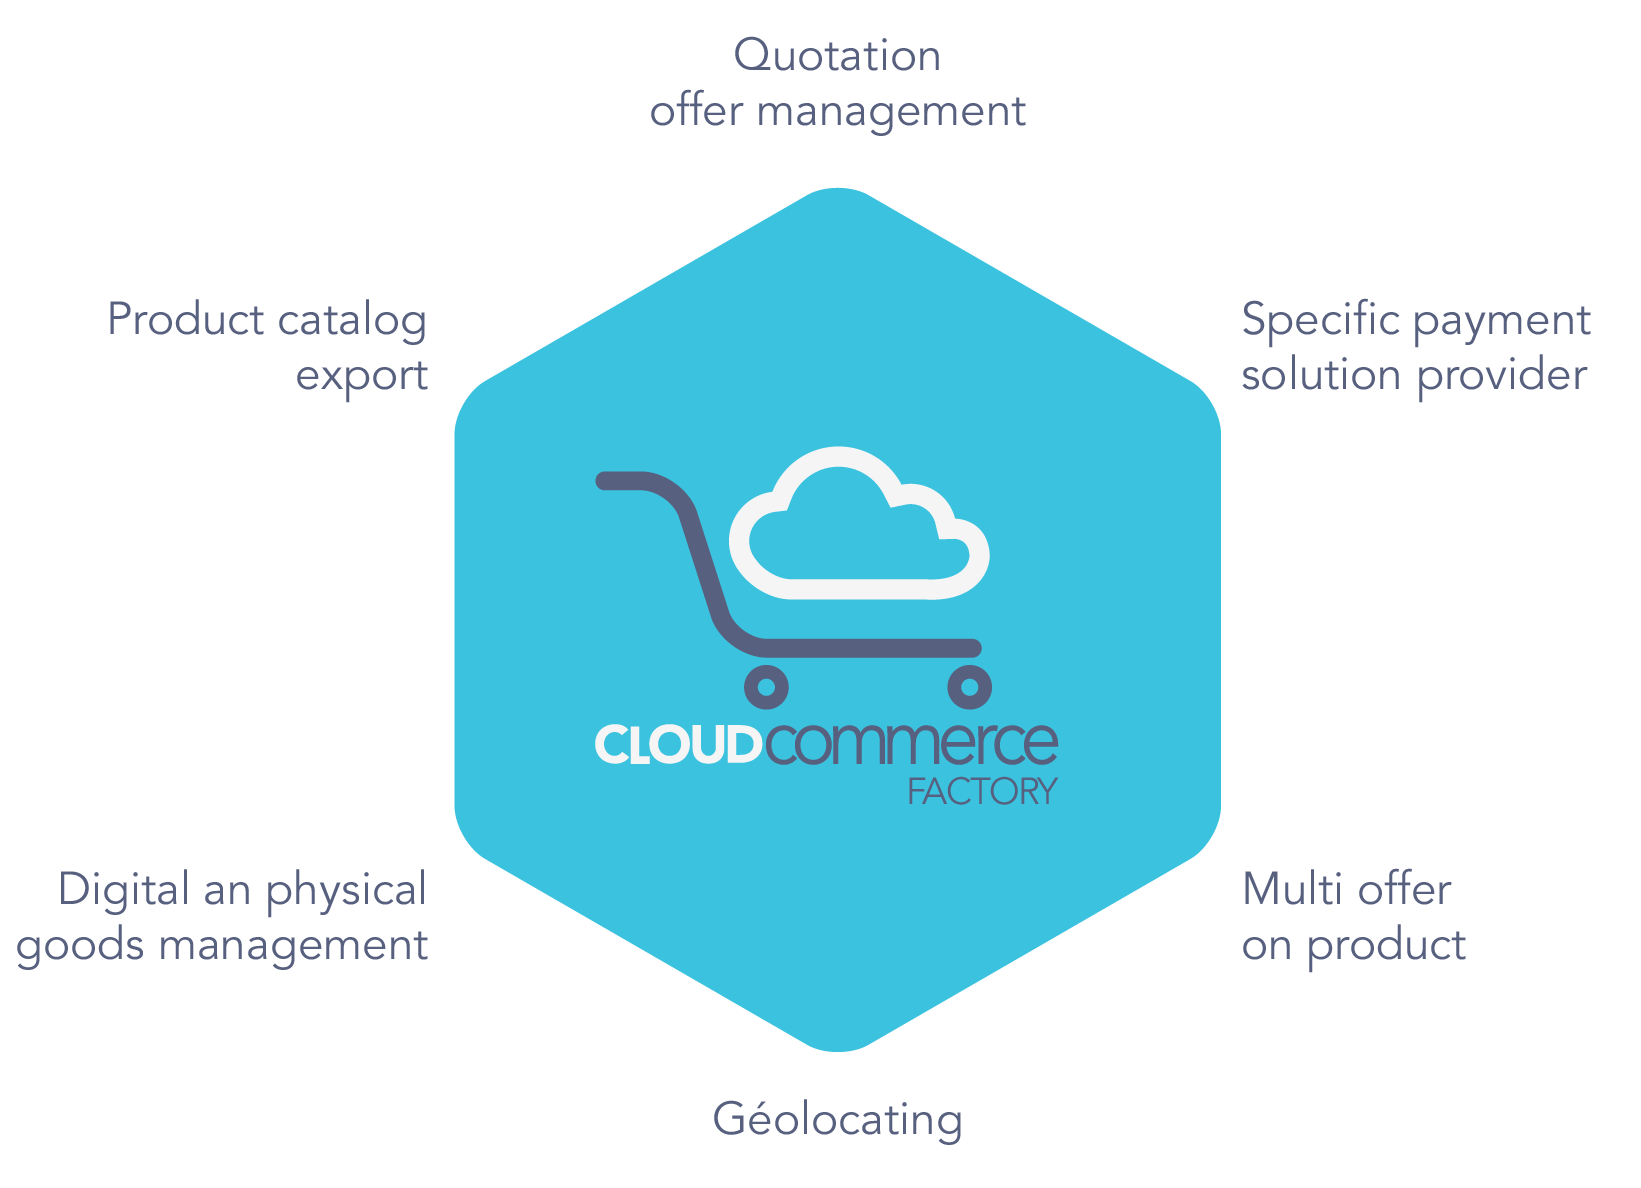 Quotation
offer management
Product catalog
export
Specific payment
solution provider
CLOUDcommerce
FACTORY
Digital an physical
goods management
Multi offer
on product
Géolocating